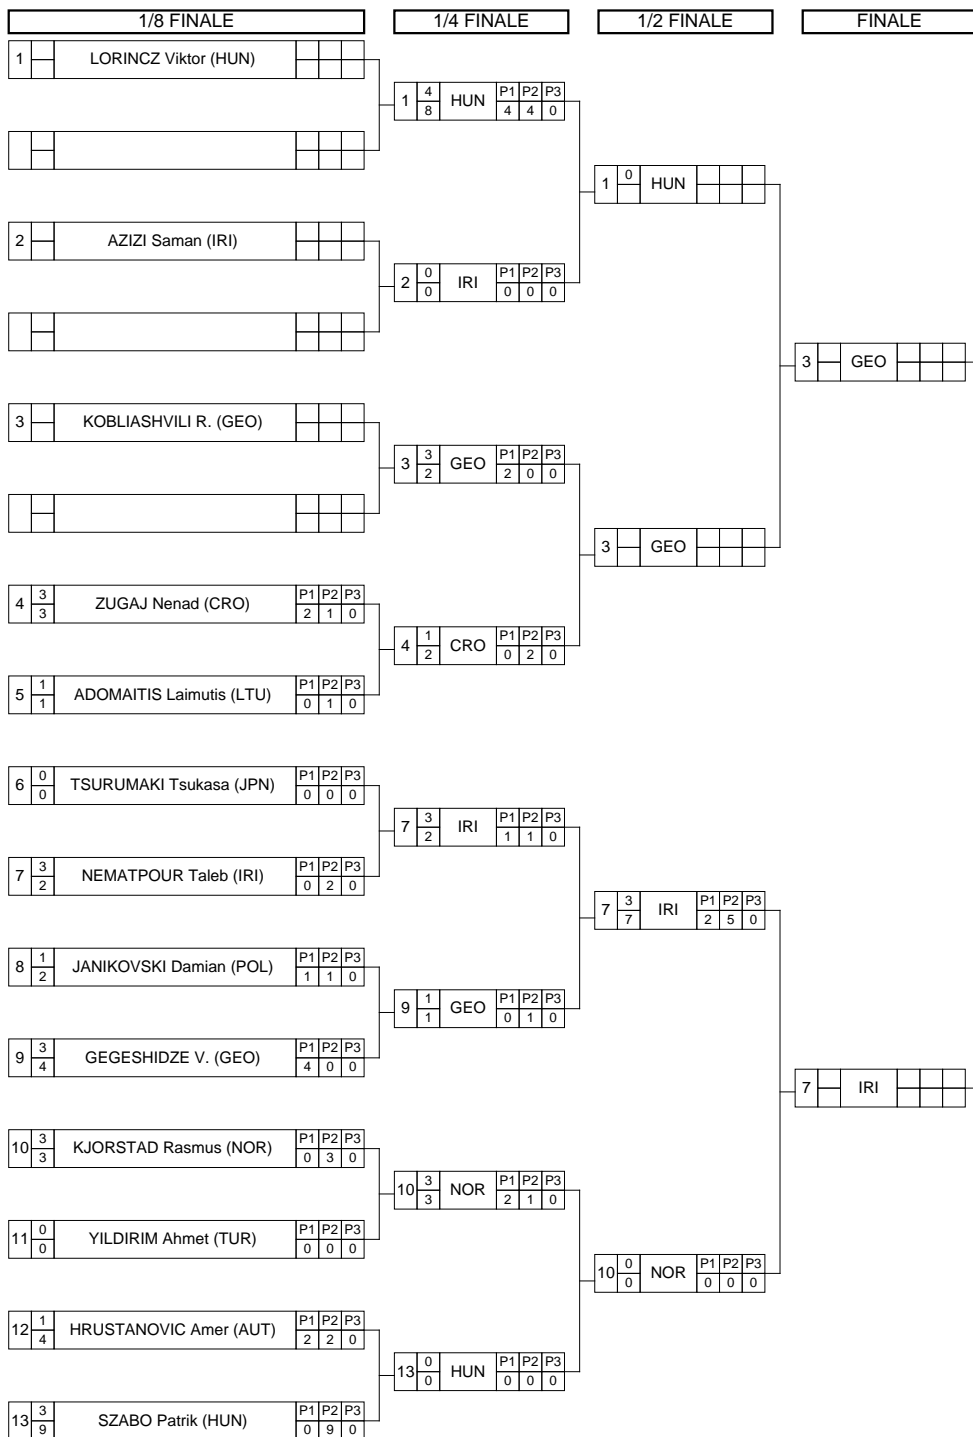 1/8 FINALE 1/4 FINALE 1/2 FINALE FINALE
1 LORINCZ Viktor (HUN)
1 4 HUN P1 P2 P3
8 4 4 0
1 0 HUN
2 AZIZI Saman (IRI)
2 0 IRI P1 P2 P3
0 0 0 0
3 GEO
3 KOBLIASHVILI R. (GEO)
3 3 GEO P1 P2 P3
2 2 0 0
3 GEO
4 3 ZUGAJ Nenad (CRO) P1 P2 P3
3 2 1 0
4 1 CRO P1 P2 P3
2 0 2 0
5 1 ADOMAITIS Laimutis (LTU) P1 P2 P3
1 0 1 0
6 0 TSURUMAKI Tsukasa (JPN) P1 P2 P3
0 0 0 0
7 3 IRI P1 P2 P3
2 1 1 0
7 3 NEMATPOUR Taleb (IRI) P1 P2 P3
2 0 2 0
7 3 IRI P1 P2 P3
7 2 5 0
8 1 JANIKOVSKI Damian (POL) P1 P2 P3
2 1 1 0
9 1 GEO P1 P2 P3
1 0 1 0
9 3 GEGESHIDZE V. (GEO) P1 P2 P3
4 4 0 0
7 IRI
10 3 KJORSTAD Rasmus (NOR) P1 P2 P3
3 0 3 0
10 3 NOR P1 P2 P3
3 2 1 0
11 0 YILDIRIM Ahmet (TUR) P1 P2 P3
0 0 0 0
10 0 NOR P1 P2 P3
0 0 0 0
12 1 HRUSTANOVIC Amer (AUT) P1 P2 P3
4 2 2 0
13 0 HUN P1 P2 P3
0 0 0 0
13 3 SZABO Patrik (HUN) P1 P2 P3
9 0 9 0